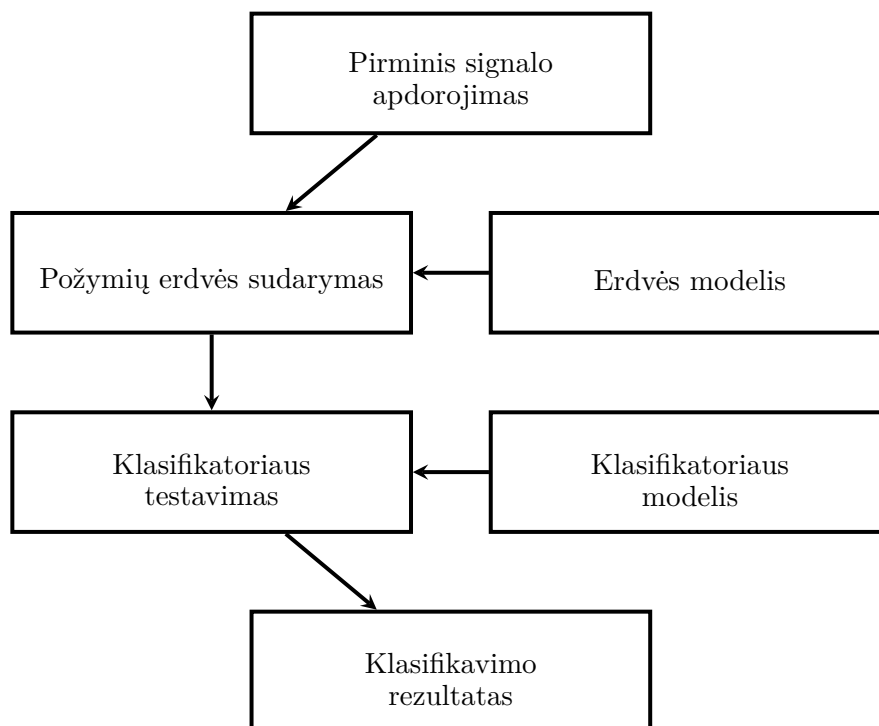 Pirminis signalo
apdorojimas
Požymių erdvės sudarymas
Erdvės modelis
Klasifikatoriaus
testavimas
Klasifikatoriaus
modelis
Klasifikavimo
rezultatas